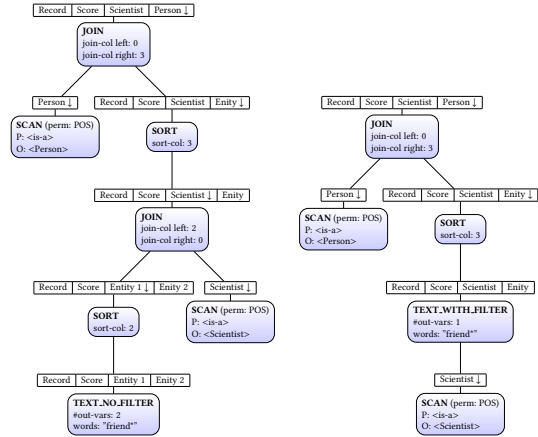 Record Score Scientist Person ↓
JOIN
join-col left: 0
join-col right: 3
Person ↓
SCAN (perm: POS)
P: <is-a>
O: <Person>
Record Score Scientist Enity ↓
SORT
sort-col: 3
Record Score Scientist ↓ Entity
JOIN
join-col left: 2
join-col right: 0
Record Score Entity 1 ↓ Entity 2
SORT
sort-col: 2
Scientist ↓
SCAN (perm: POS)
P: <is-a>
O: <Scientist>
Record Score Entity 1 Entity 2
TEXT_NO_FILTER
#out-vars: 2
words: "friend*"
Record Score Scientist Person ↓
JOIN
join-col left: 0
join-col right: 3
Person ↓
SCAN (perm: POS)
P: <is-a>
O: <Person>
Record Score Scientist Entity ↓
SORT
sort-col: 3
Record Score Scientist Entity
TEXT_WITH_FILTER
#out-vars: 1
words: "friend*"
Scientist ↓
SCAN (perm: POS)
P: <is-a>
O: <Scientist>